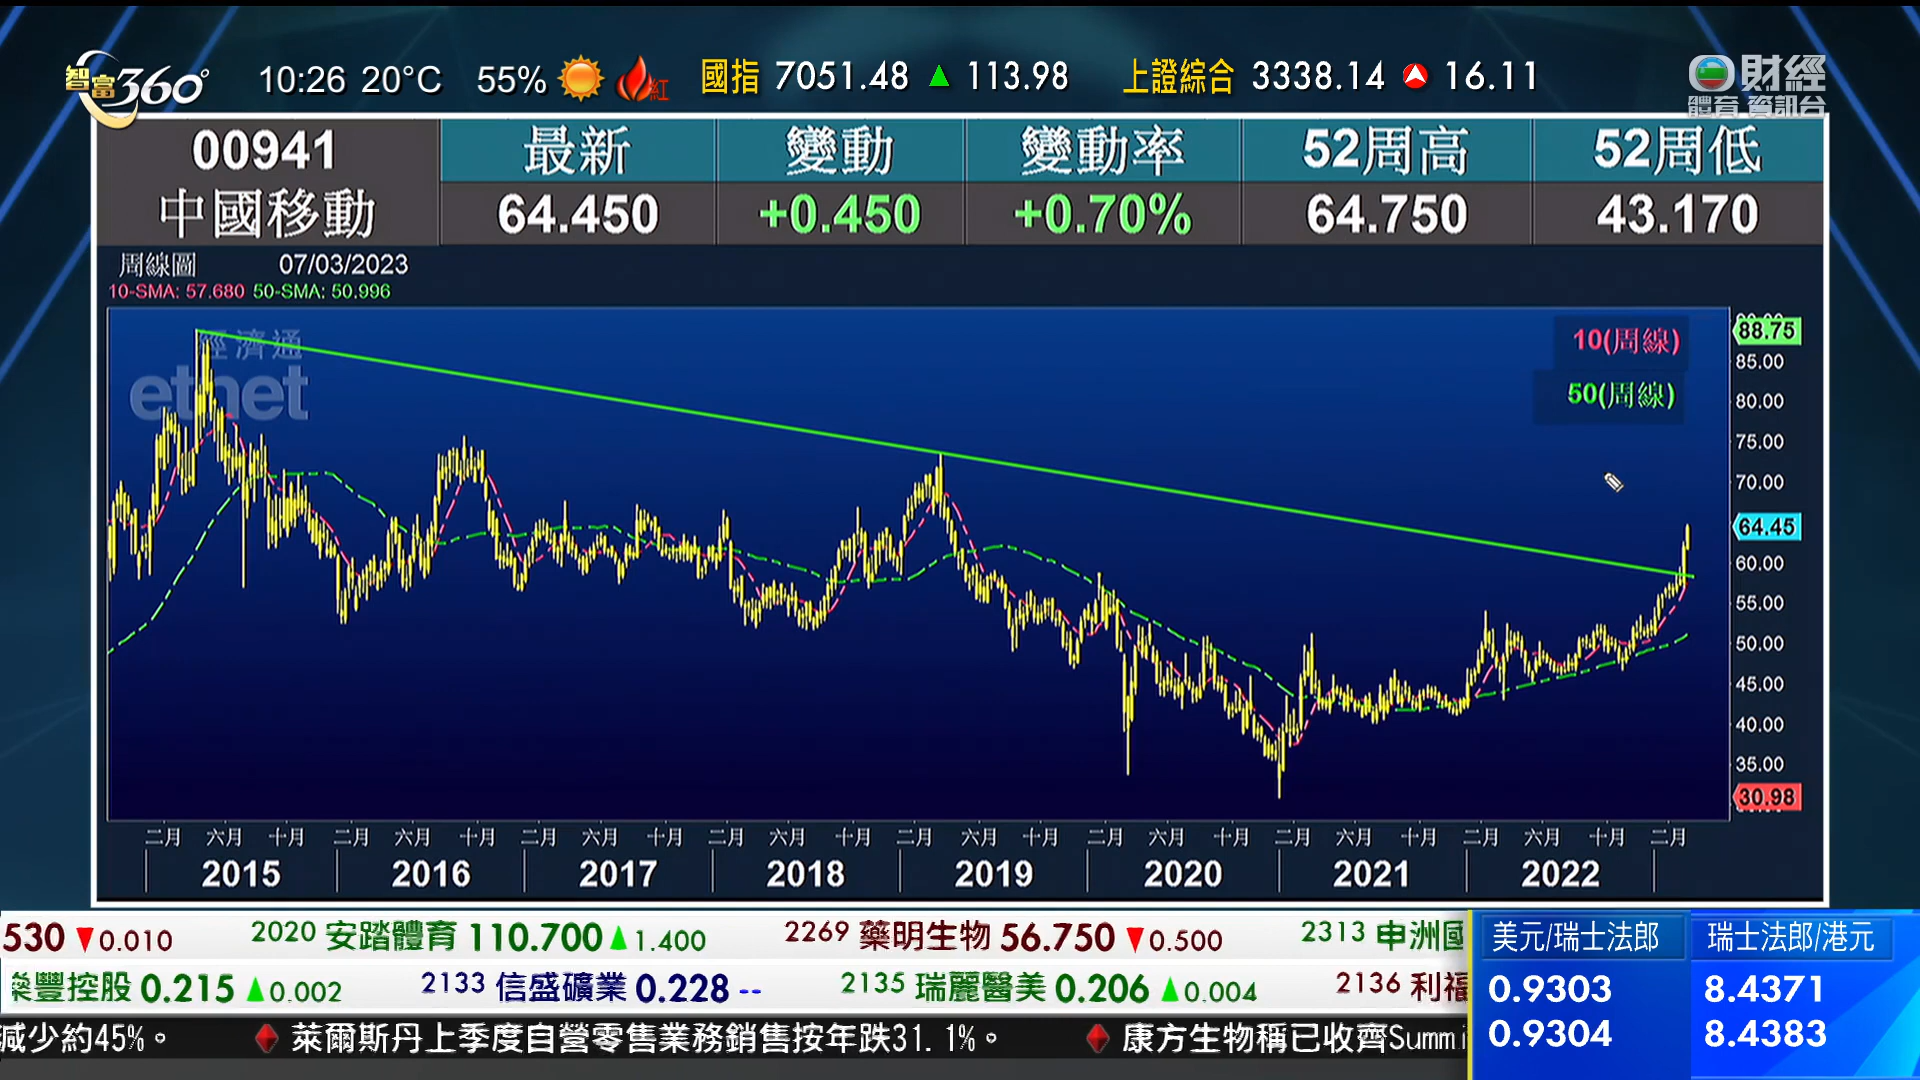 智富360°
10:26 20°C 55% 紅 國指 7051.48 ▲ 113.98 上證綜合 3338.14 16.11
財經
體育 資訊台
00941 最新 變動 變動率 52周高 52周低
中國移動 64.450 +0.450 +0.70% 64.750 43.170
周線圖 07/03/2023
10-SMA: 57.680 50-SMA: 50.996
經濟通
etnet
10(周線)
50(周線)
88.75
85.00
80.00
75.00
70.00
64.45
60.00
55.00
50.00
45.00
40.00
35.00
30.98
二月 六月 十月 二月 六月 十月 二月 六月 十月 二月 六月 十月 二月 六月 十月 二月 六月 十月 二月 六月 十月 二月 六月 十月 二月
2015 2016 2017 2018 2019 2020 2021 2022
530 ▼0.010 2020 安踏體育 110.700 ▲1.400 2269 藥明生物 56.750 ▼0.500 2313 申洲國
豐控股 0.215 ▲0.002 2133 信盛礦業 0.228 -- 2135 瑞麗醫美 0.206 ▲0.004 2136 利福
減少約45%。 萊爾斯丹上季度自營零售業務銷售按年跌31.1%。 康方生物稱已收齊Summi
美元/瑞士法郎 瑞士法郎/港元
0.9303 8.4371
0.9304 8.4383